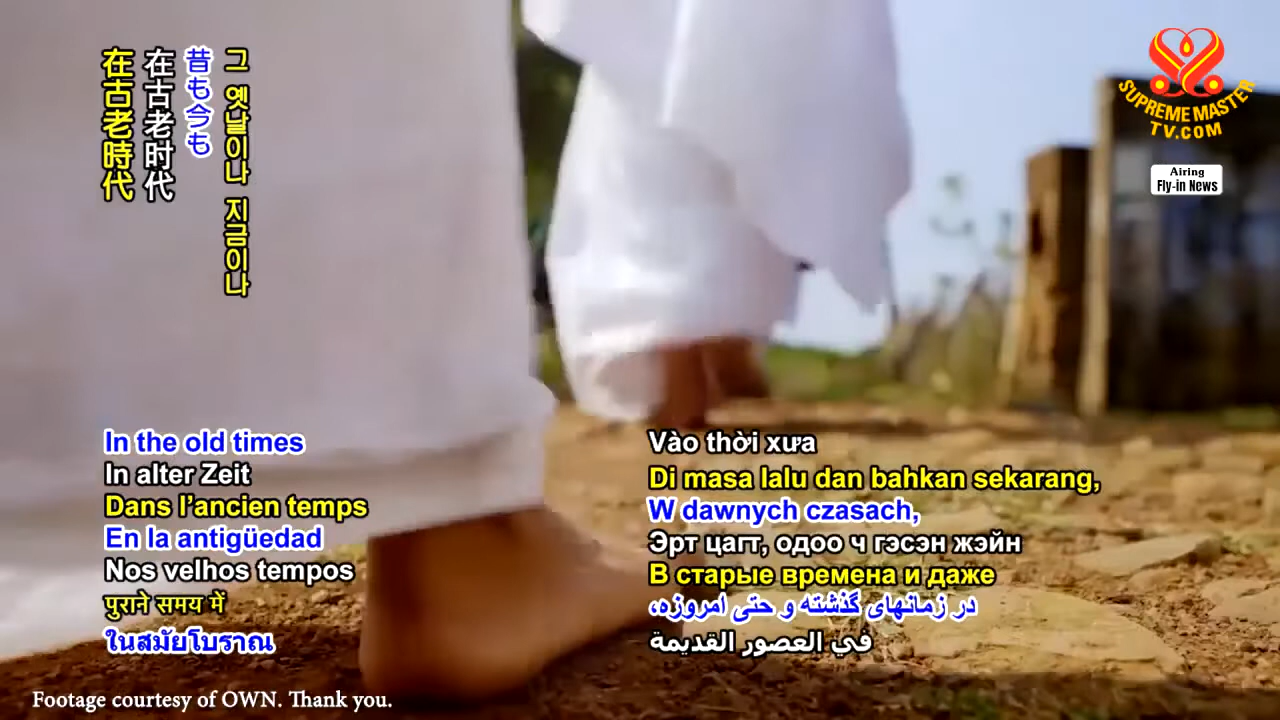 在古老時代
在古老时代
昔も今も
그 옛날이나 지금이나
SUPREME MASTER
TV.COM
Airing
Fly-in News
In the old times
In alter Zeit
Dans l’ancien temps
En la antigüedad
Nos velhos tempos
पुराने समय में
ในสมัยโบราณ
Vào thời xưa
Di masa lalu dan bahkan sekarang,
W dawnych czasach,
Эрт цагт, одоо ч гэсэн жэйн
В старые времена и даже
در زمانهای گذشته و حتی امروزه،
في العصور القديمة
Footage courtesy of OWN. Thank you.